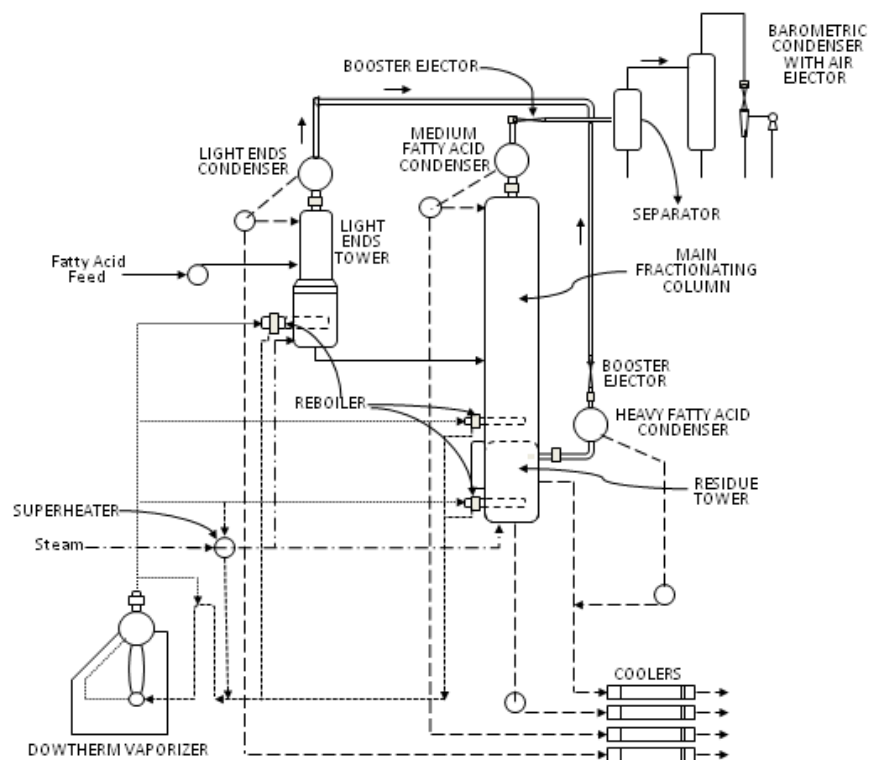 BAROMETRIC
CONDENSER
WITH AIR
EJECTOR
BOOSTER EJECTOR
MEDIUM
FATTY ACID
CONDENSER
LIGHT ENDS
CONDENSER
SEPARATOR
LIGHT
ENDS
TOWER
Fatty Acid
Feed
MAIN
FRACTIONATING
COLUMN
BOOSTER
EJECTOR
REBOILER
HEAVY FATTY ACID
CONDENSER
RESIDUE
TOWER
SUPERHEATER
Steam
COOLERS
DOWTHERM VAPORIZER